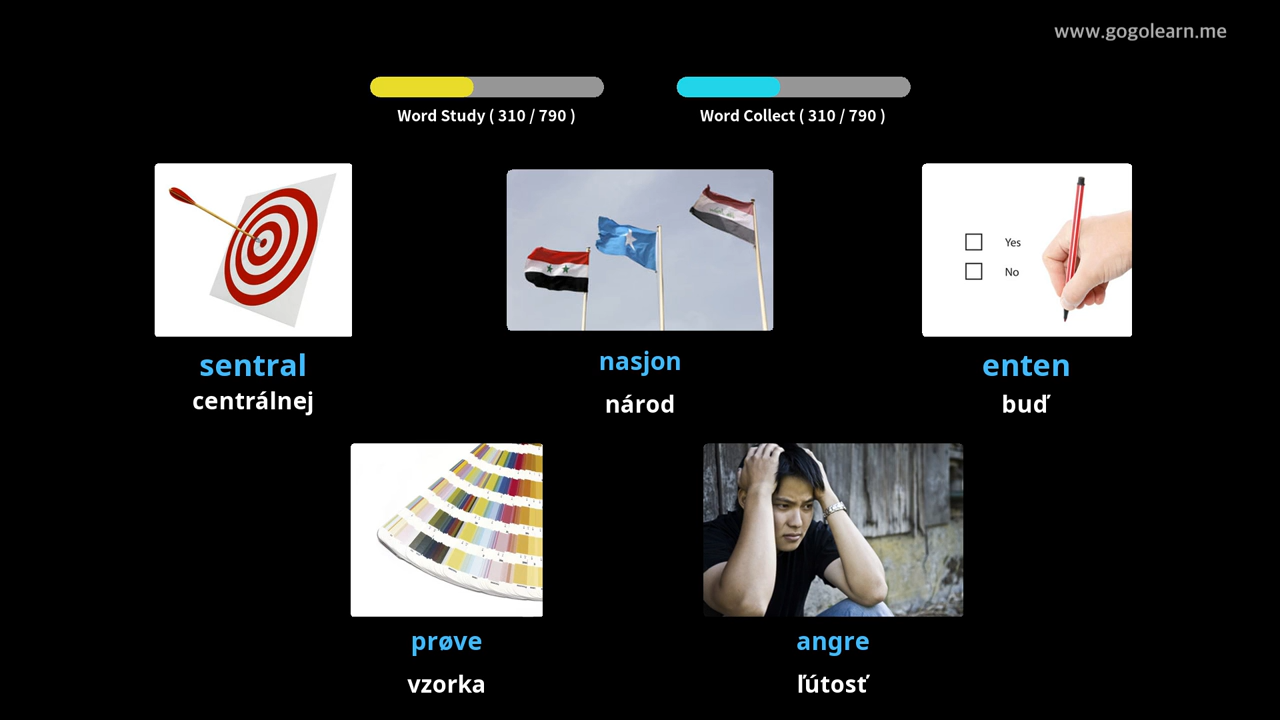 www.gogolearn.me
Word Study ( 310 / 790 )
Word Collect ( 310 / 790 )
Yes
No
sentral
centrálnej
nasjon
národ
enten
buď
prøve
vzorka
angre
ľútosť